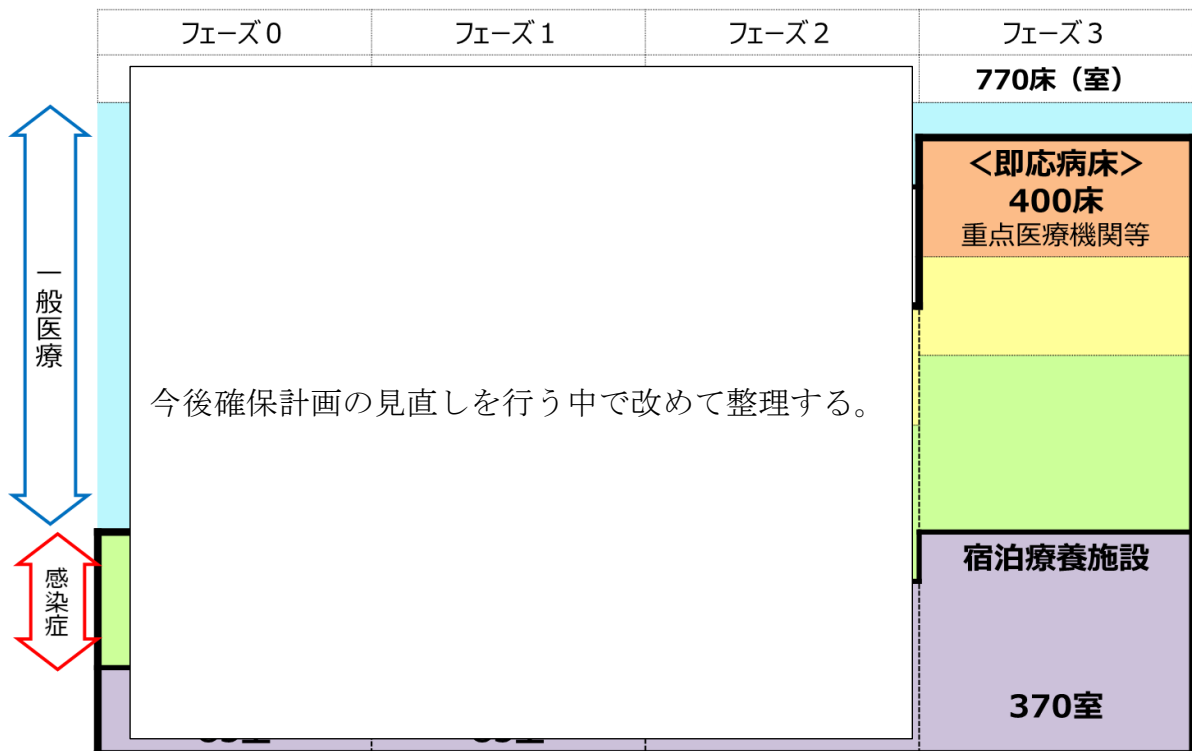 フェーズ0
フェーズ1
フェーズ2
フェーズ3
770床（室）
＜即応病床＞
400床
重点医療機関等
一般医療
今後確保計画の見直しを行う中で改めて整理する。
感染症
宿泊療養施設
370室